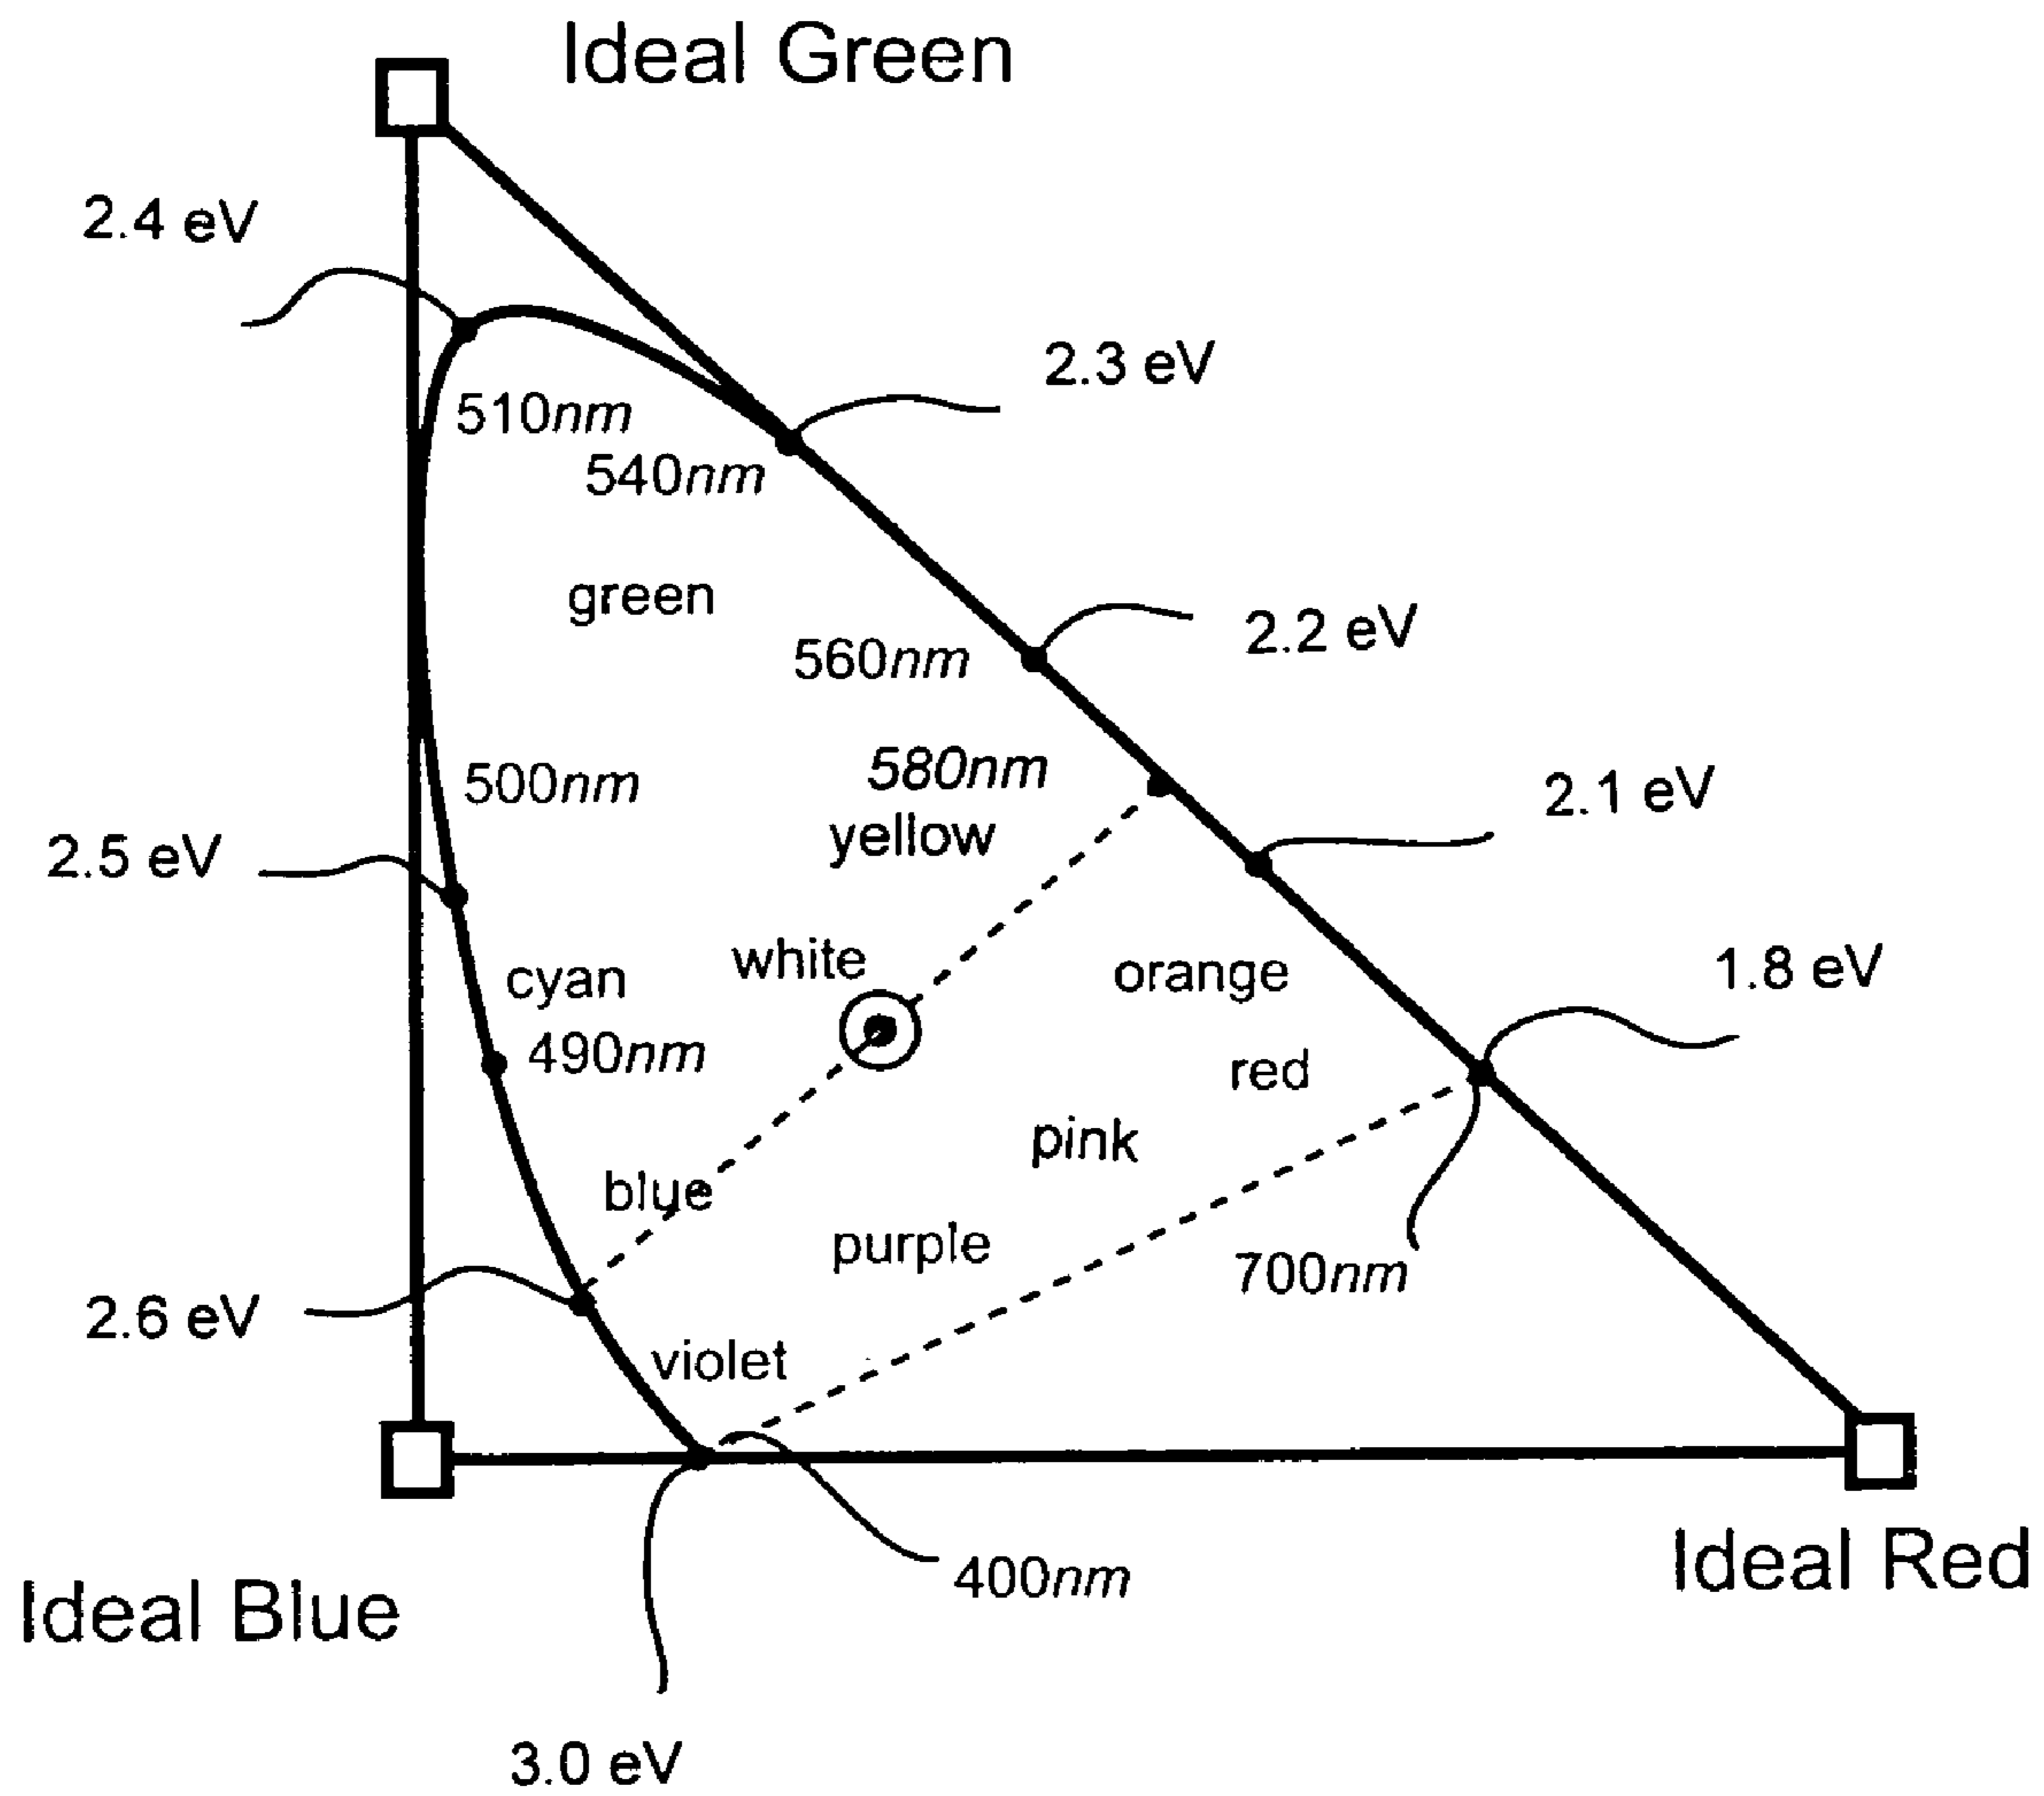 Ideal Green
2.4 eV
2.3 eV
510nm
540nm
green
2.2 eV
560nm
580nm
yellow
500nm
2.1 eV
2.5 eV
white
cyan
orange
1.8 eV
490nm
red
pink
blue
purple
700nm
2.6 eV
violet
Ideal Red
400nm
Ideal Blue
3.0 eV